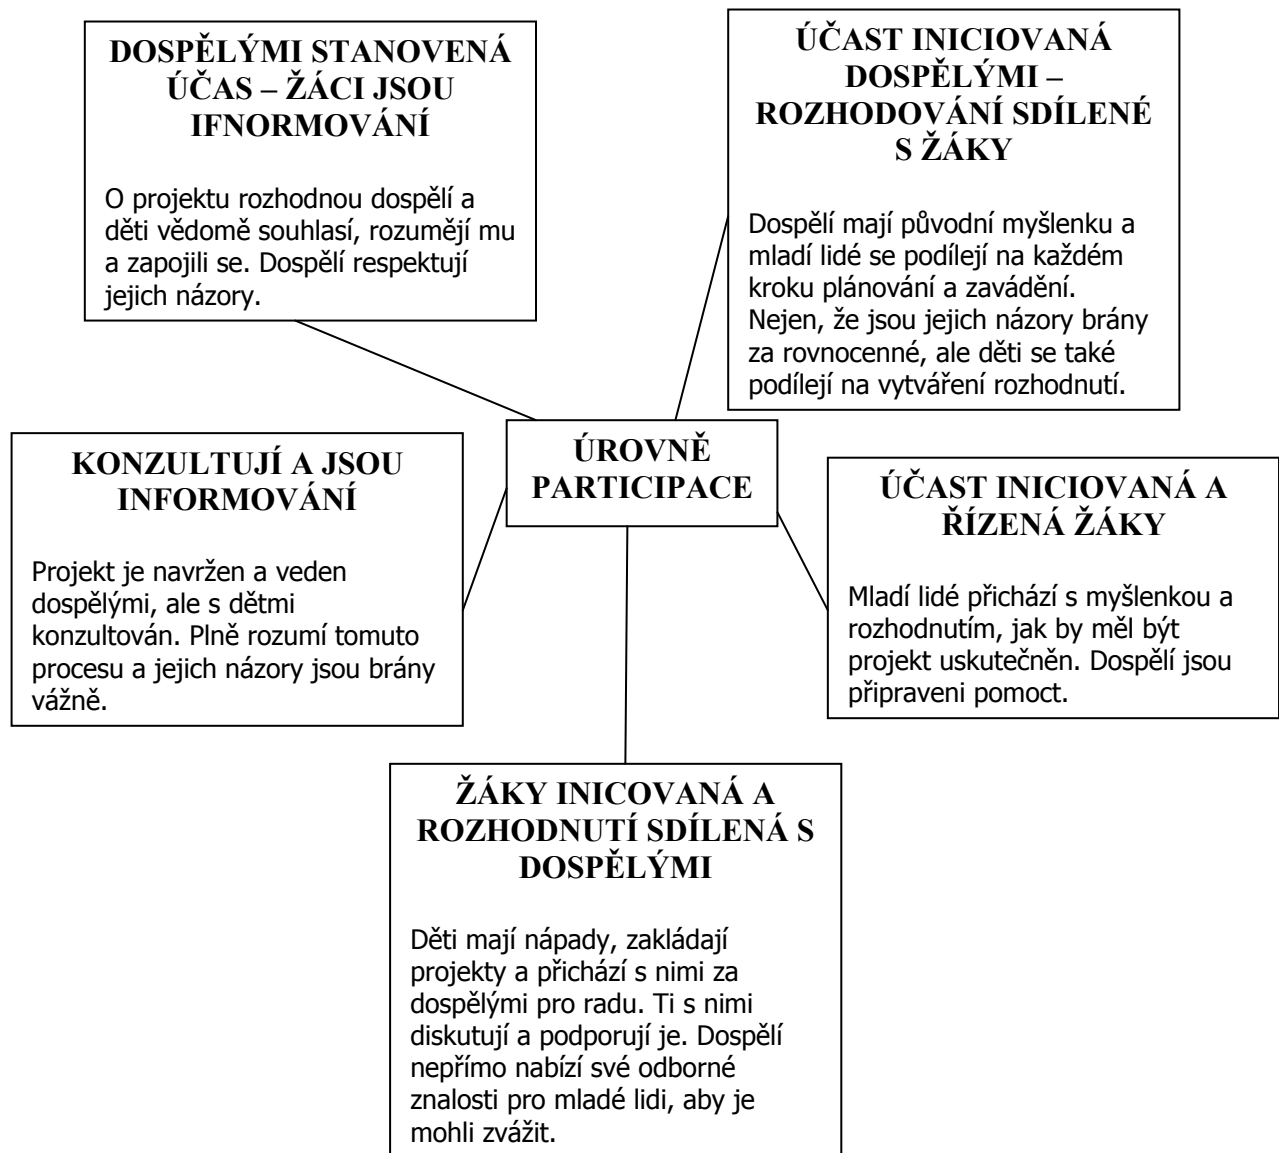 DOSPĚLÝMI STANOVENÁ
ÚČAS – ŽÁCI JSOU
IFNORMOVÁNÍ
O projektu rozhodnou dospělí a
děti vědomě souhlasí, rozumějí mu
a zapojili se. Dospělí respektují
jejich názory.
ÚČAST INICIOVANÁ
DOSPĚLÝMI –
ROZHODOVÁNÍ SDÍLENÉ
S ŽÁKY
Dospělí mají původní myšlenku a
mladí lidé se podílejí na každém
kroku plánování a zavádění.
Nejen, že jsou jejich názory brány
za rovnocenné, ale děti se také
podílejí na vytváření rozhodnutí.
ÚROVNĚ
PARTICIPACE
KONZULTUJÍ A JSOU
INFORMOVÁNÍ
Projekt je navržen a veden
dospělými, ale s dětmi
konzultován. Plně rozumí tomuto
procesu a jejich názory jsou brány
vážně.
ÚČAST INICIOVANÁ A
ŘÍZENÁ ŽÁKY
Mladí lidé přichází s myšlenkou a
rozhodnutím, jak by měl být
projekt uskutečněn. Dospělí jsou
připraveni pomoct.
ŽÁKY INICOVANÁ A
ROZHODNUTÍ SDÍLENÁ S
DOSPĚLÝMI
Děti mají nápady, zakládají
projekty a přichází s nimi za
dospělými pro radu. Ti s nimi
diskutují a podporují je. Dospělí
nepřímo nabízí své odborné
znalosti pro mladé lidi, aby je
mohli zvážit.